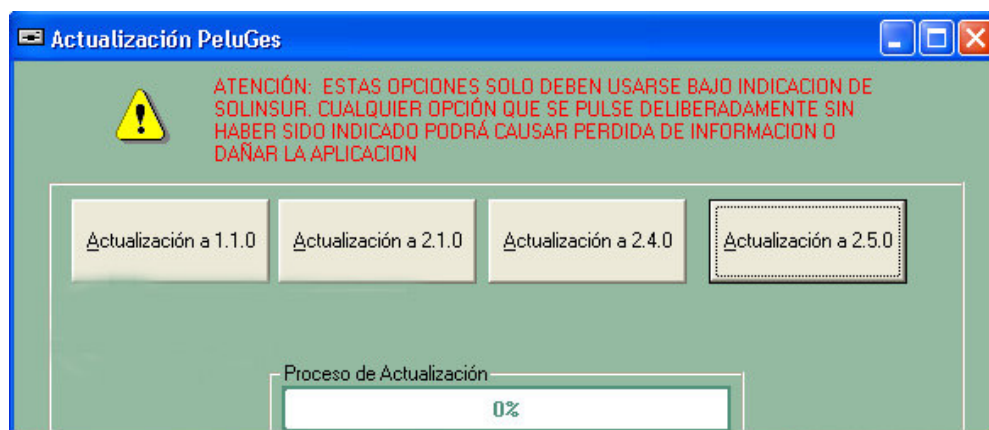 Actualización PeluGes
ATENCIÓN: ESTAS OPCIONES SOLO DEBEN USARSE BAJO INDICACION DE
SOLINSUR. CUALQUIER OPCIÓN QUE SE PULSE DELIBERADAMENTE SIN
HABER SIDO INDICADO PODRÁ CAUSAR PERDIDA DE INFORMACION O
DAÑAR LA APLICACION
Actualización a 1.1.0
Actualización a 2.1.0
Actualización a 2.4.0
Actualización a 2.5.0
Proceso de Actualización
0%